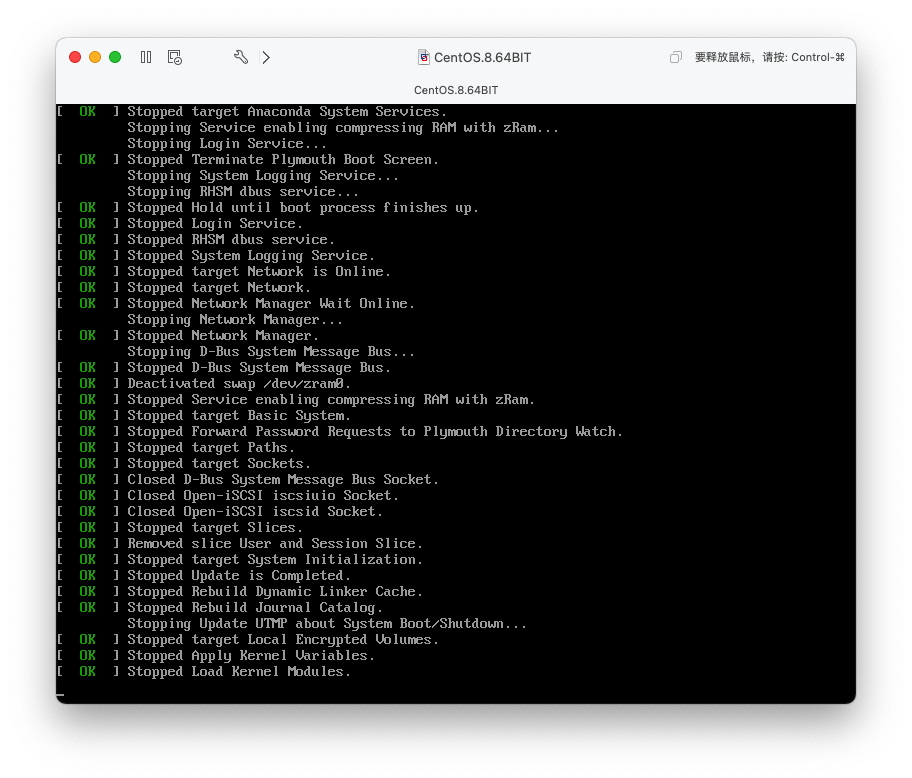 CentOS.8.64BIT
要释放鼠标，请按: Control-⌘
CentOS.8.64BIT
[  OK  ] Stopped target Anaconda System Services.
         Stopping Service enabling compressing RAM with zRam...
         Stopping Login Service...
[  OK  ] Stopped Terminate Plymouth Boot Screen.
         Stopping System Logging Service...
         Stopping RHSM dbus service...
[  OK  ] Stopped Hold until boot process finishes up.
[  OK  ] Stopped Login Service.
[  OK  ] Stopped RHSM dbus service.
[  OK  ] Stopped System Logging Service.
[  OK  ] Stopped target Network is Online.
[  OK  ] Stopped target Network.
[  OK  ] Stopped Network Manager Wait Online.
         Stopping Network Manager...
[  OK  ] Stopped Network Manager.
         Stopping D-Bus System Message Bus...
[  OK  ] Stopped D-Bus System Message Bus.
[  OK  ] Deactivated swap /dev/zram0.
[  OK  ] Stopped Service enabling compressing RAM with zRam.
[  OK  ] Stopped target Basic System.
[  OK  ] Stopped Forward Password Requests to Plymouth Directory Watch.
[  OK  ] Stopped target Paths.
[  OK  ] Stopped target Sockets.
[  OK  ] Closed D-Bus System Message Bus Socket.
[  OK  ] Closed Open-iSCSI iscsiuio Socket.
[  OK  ] Closed Open-iSCSI iscsid Socket.
[  OK  ] Stopped target Slices.
[  OK  ] Removed slice User and Session Slice.
[  OK  ] Stopped target System Initialization.
[  OK  ] Stopped Update is Completed.
[  OK  ] Stopped Rebuild Dynamic Linker Cache.
[  OK  ] Stopped Rebuild Journal Catalog.
         Stopping Update UTMP about System Boot/Shutdown...
[  OK  ] Stopped target Local Encrypted Volumes.
[  OK  ] Stopped Apply Kernel Variables.
[  OK  ] Stopped Load Kernel Modules.